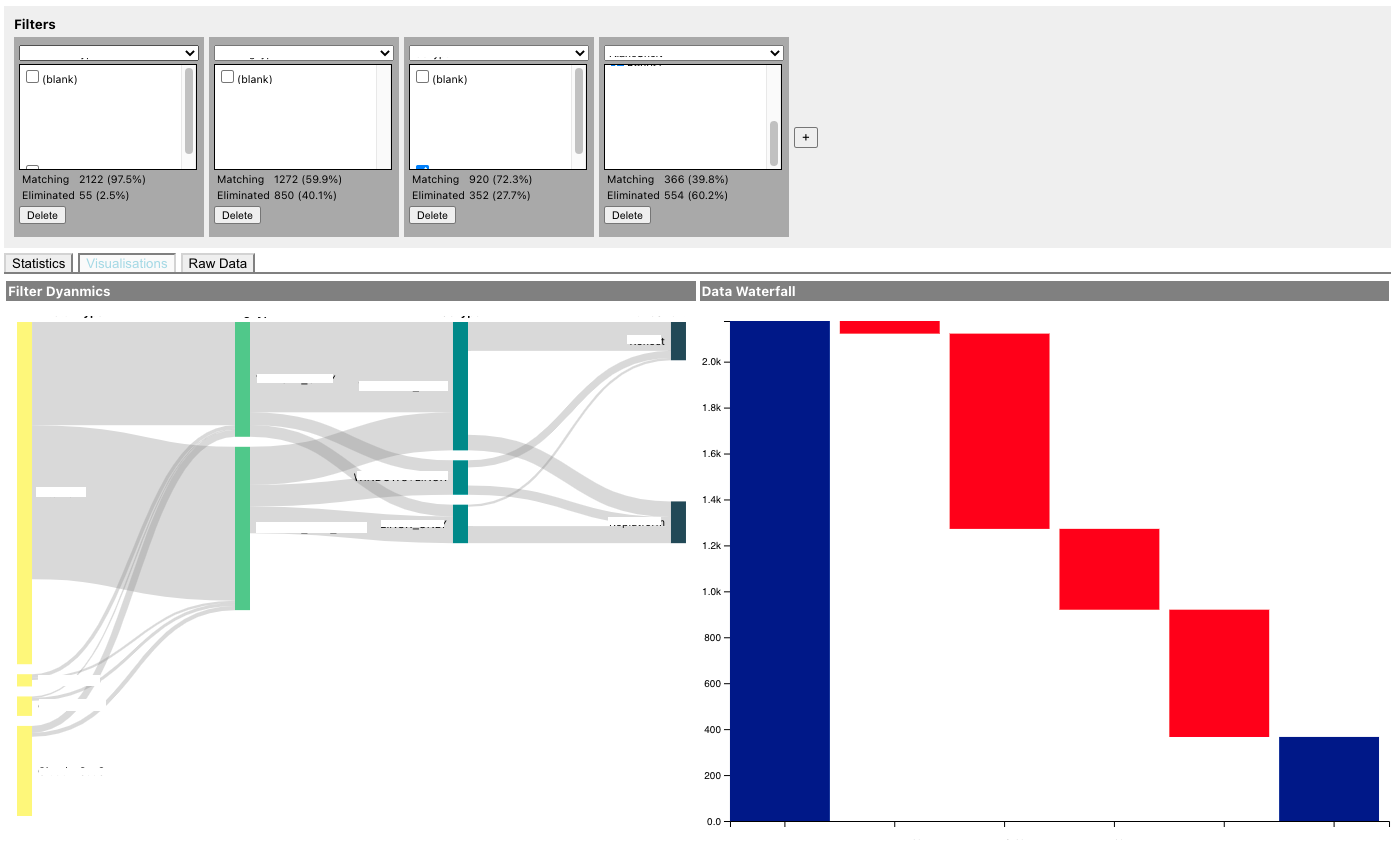 Filters
(blank)
(blank)
(blank)
Matching 2122 (97.5%)
Eliminated 55 (2.5%)
Delete
Matching 1272 (59.9%)
Eliminated 850 (40.1%)
Delete
Matching 920 (72.3%)
Eliminated 352 (27.7%)
Delete
Matching 366 (39.8%)
Eliminated 554 (60.2%)
Delete
+
Statistics
Visualisations
Raw Data
Filter Dyanmics
Data Waterfall
2.0k
1.8k
1.6k
1.4k
1.2k
1.0k
800
600
400
200
0.0